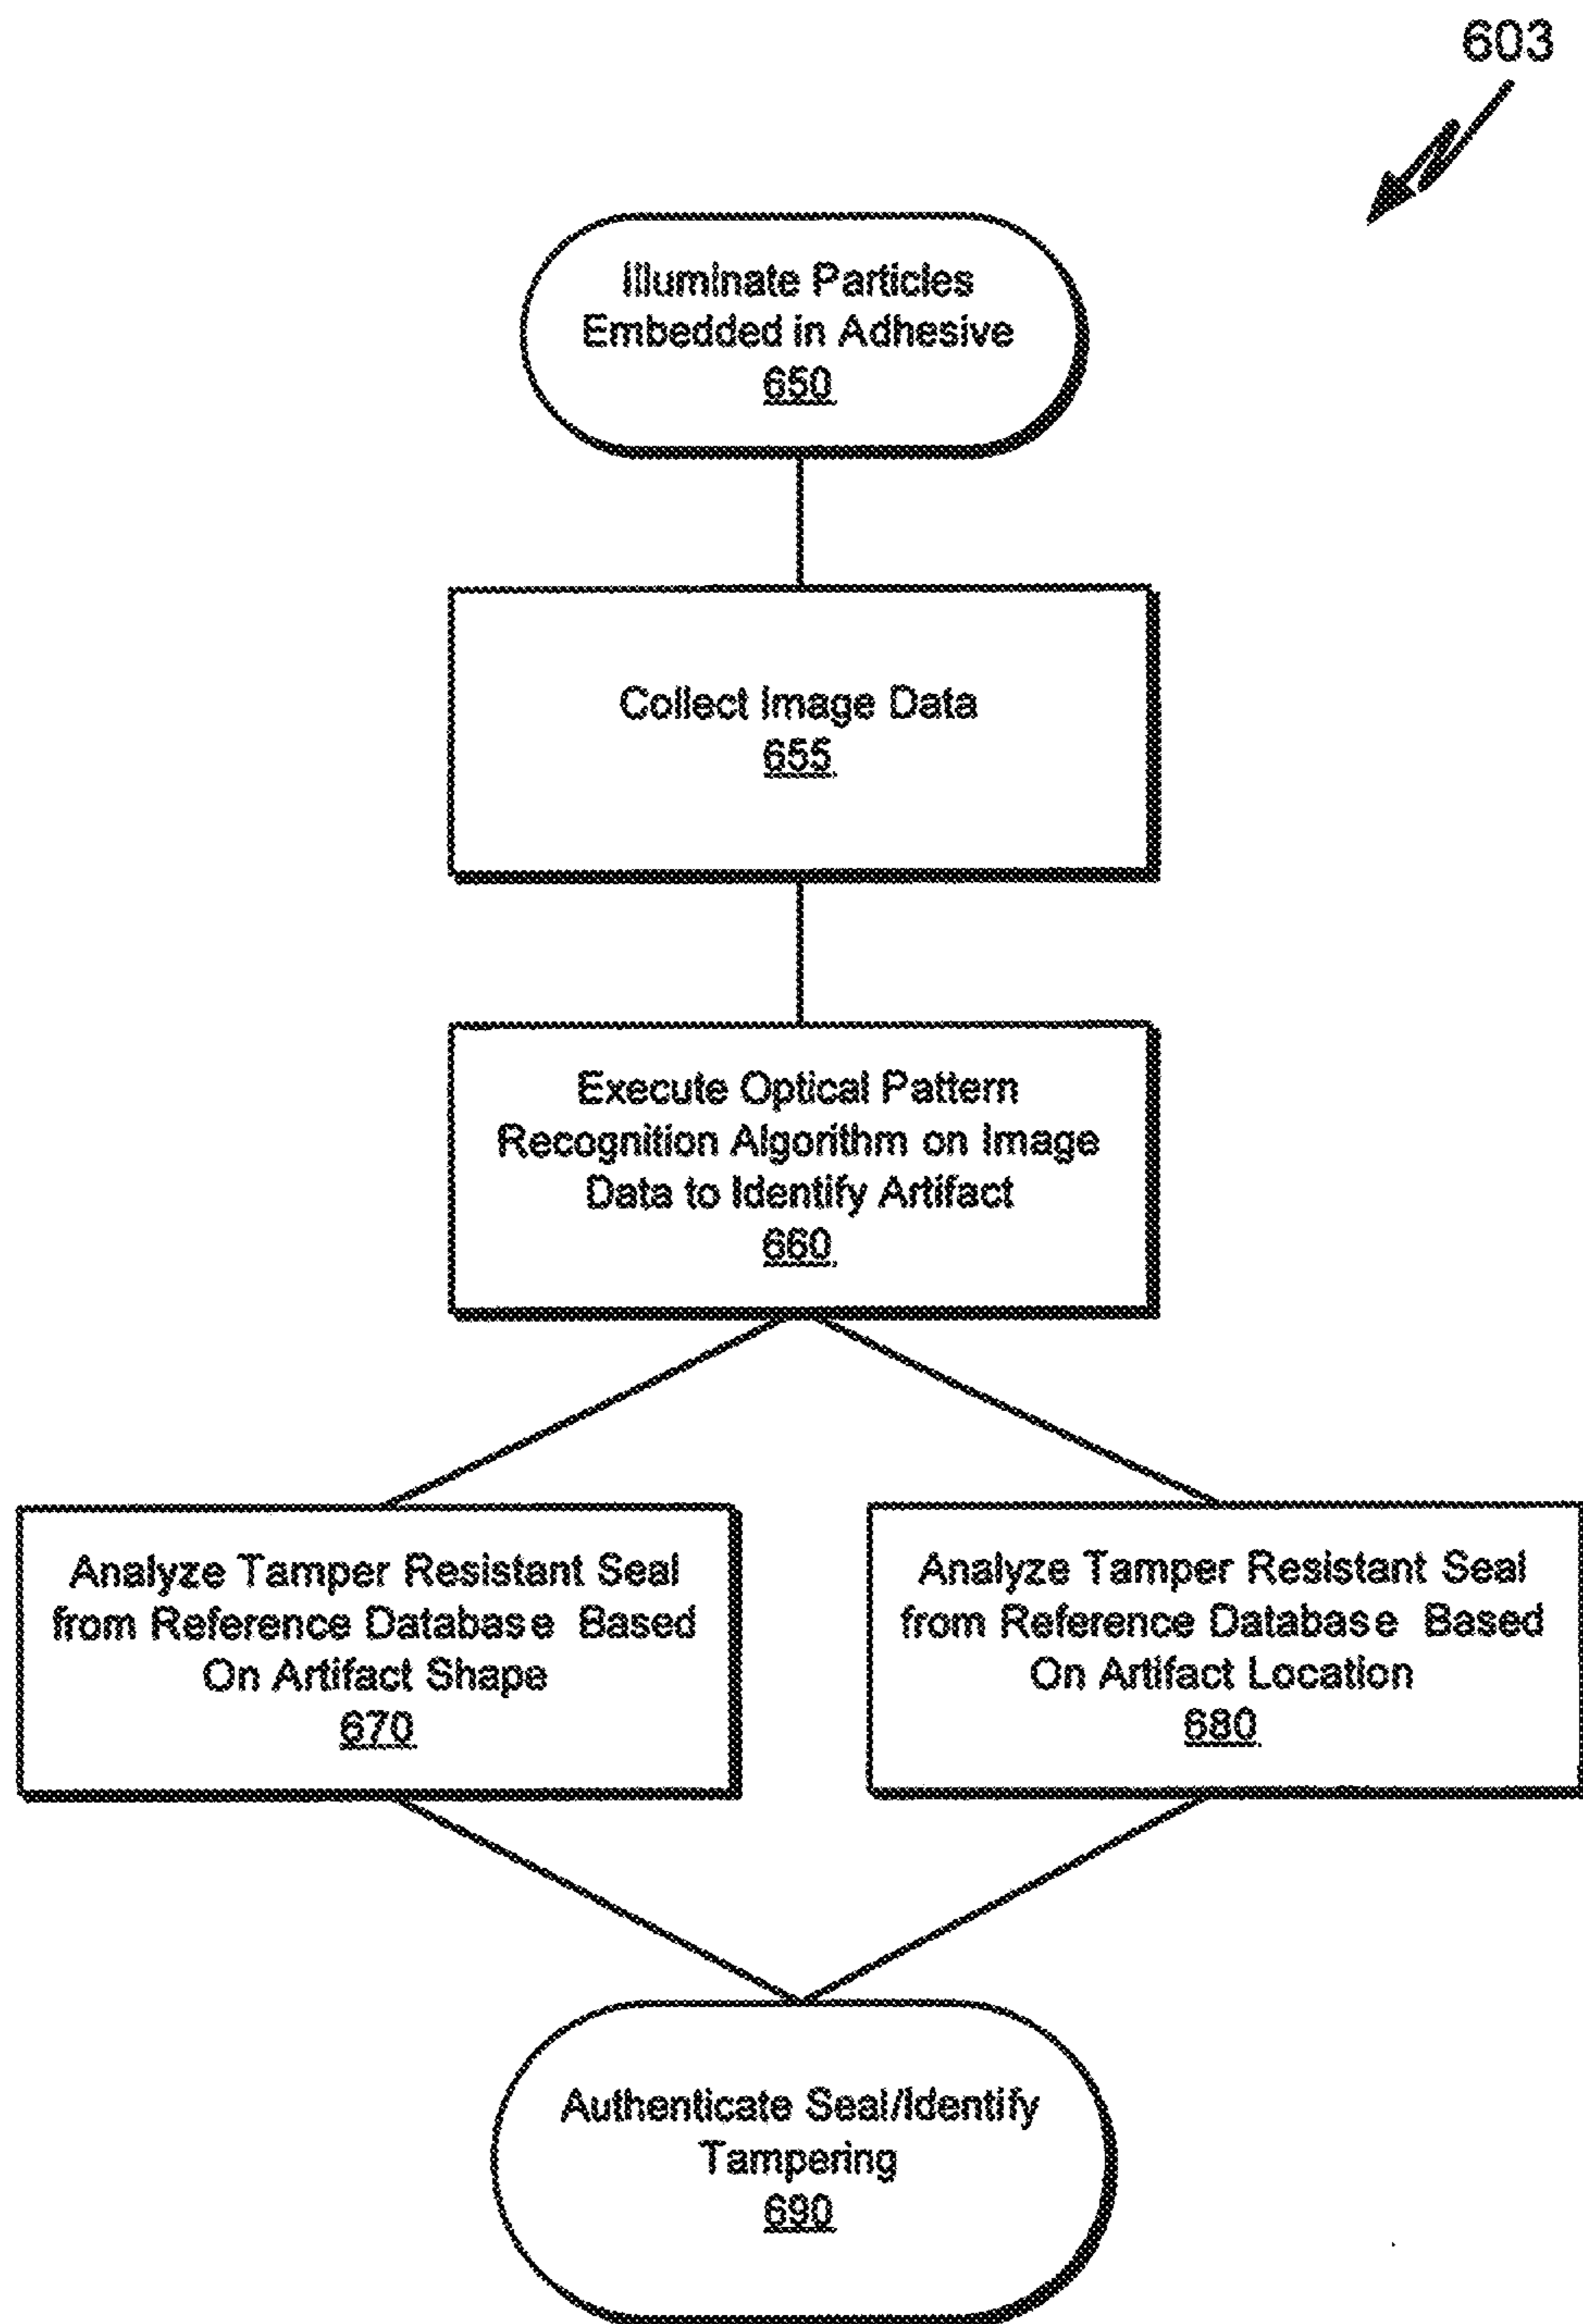 603
Illuminate Particles
Embedded in Adhesive
650
Collect Image Data
655
Execute Optical Pattern
Recognition Algorithm on Image
Data to Identify Artifact
660
Analyze Tamper Resistant Seal
from Reference Database Based
On Artifact Shape
670
Analyze Tamper Resistant Seal
from Reference Database Based
On Artifact Location
680
Authenticate Seal/Identify
Tampering
690